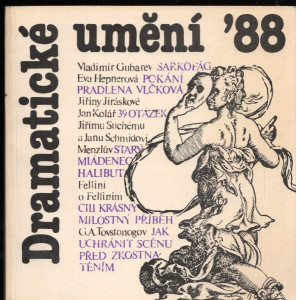 Dramatické
umění '88
Vladimír Gubarev SARKOFÁG
Eva Hepnerová POKÁNÍ
PRADLENA VLČKOVÁ
Jiřiny Jiráskové
Jan Kolář 39 OTÁZEK
Jiřímu Suchému
a Janu Schmidovi
Menzlův STARÝ
MLÁDENEC
HALIBUT
Fellini
o Fellinim
ČILI KRÁSNÝ
MILOSTNÝ PŘÍBĚH
G.A. Tovstonogov JAK
UCHRÁNIT SCÉNU
PŘED ZKOSTNA-
TĚNÍM